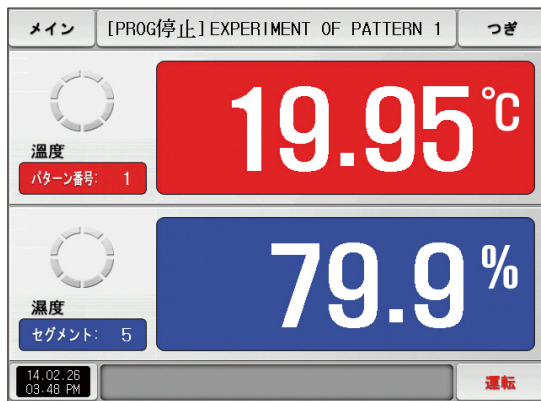 メイン
[PROG停止]EXPERIMENT OF PATTERN 1
つぎ
19.95℃
溫度
パターン番号: 1
79.9%
濕度
セグメント: 5
14.02.26
03.48 PM
運転